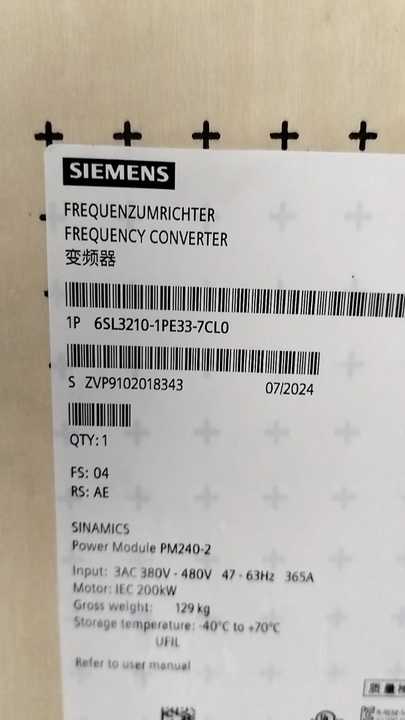 SIEMENS
FREQUENZUMRICHTER
FREQUENCY CONVERTER
变频器
1P 6SL3210-1PE33-7CL0
S ZVP9102018343 07/2024
QTY: 1
FS: 04
RS: AE
SINAMICS
Power Module PM240-2
Input: 3AC 380V - 480V 47 - 63Hz 365A
Motor: IEC 200kW
Gross weight: 129 kg
Storage temperature: -40°C to +70°C
UFIL
Refer to user manual
质量